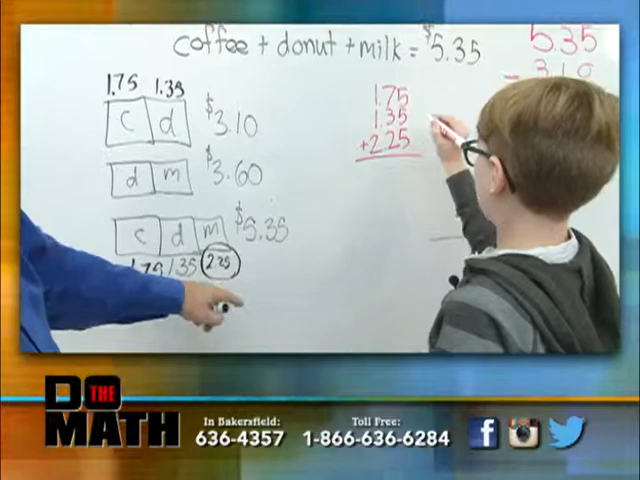 coffee + donut + milk = $5.35
5.35
- 3.10
1.75 1.35
c d $3.10
1.75
1.35
+2.25
d m $3.60
c d m $5.35
1.75 1.35 2.25
DO THE MATH
In Bakersfield:
636-4357
Toll Free:
1-866-636-6284